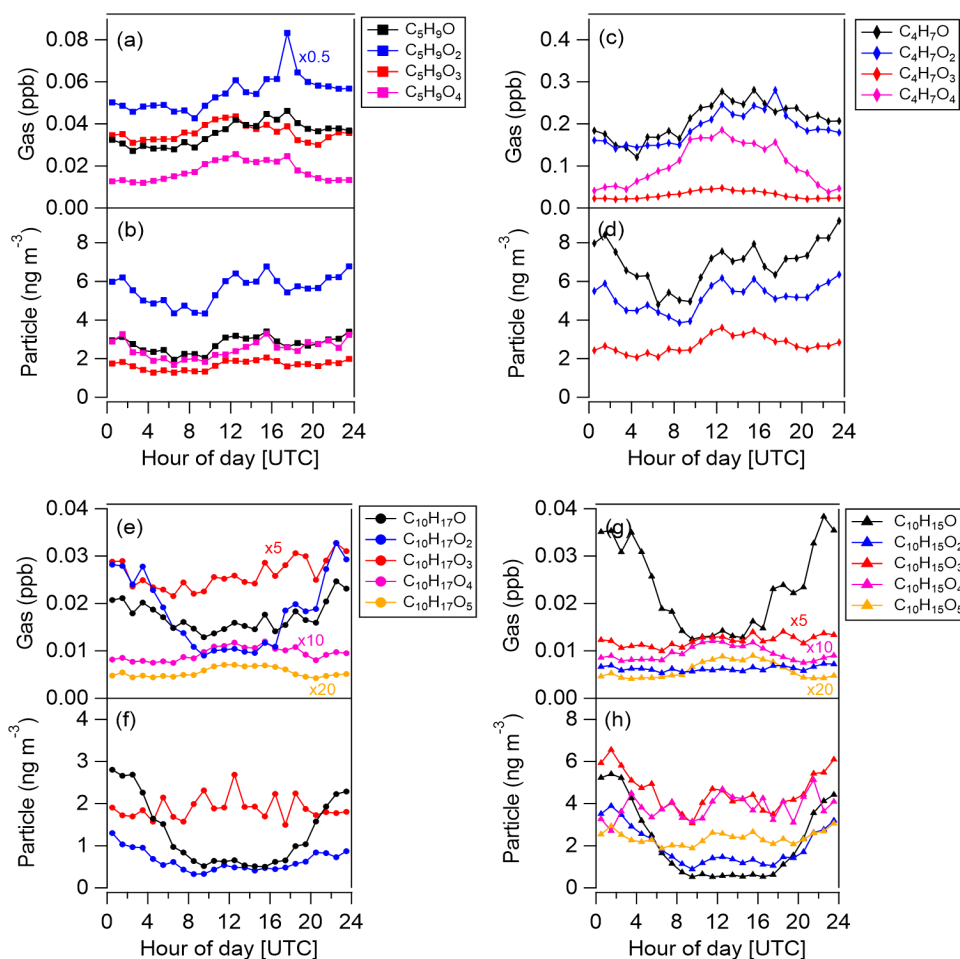 (a)
x0.5
C5H9O
C5H9O2
C5H9O3
C5H9O4
Gas (ppb)
0.08
0.06
0.04
0.02
0.00
(b)
Particle (ng m-3)
8
6
4
2
0
0 4 8 12 16 20 24
Hour of day [UTC]
(c)
C4H7O
C4H7O2
C4H7O3
C4H7O4
Gas (ppb)
0.4
0.3
0.2
0.1
0.0
(d)
Particle (ng m-3)
8
6
4
2
0
0 4 8 12 16 20 24
Hour of day [UTC]
(e)
x5
x10
x20
C10H17O
C10H17O2
C10H17O3
C10H17O4
C10H17O5
Gas (ppb)
0.04
0.03
0.02
0.01
0.00
(f)
Particle (ng m-3)
4
3
2
1
0
0 4 8 12 16 20 24
Hour of day [UTC]
(g)
x5
x10
x20
C10H15O
C10H15O2
C10H15O3
C10H15O4
C10H15O5
Gas (ppb)
0.04
0.03
0.02
0.01
0.00
(h)
Particle (ng m-3)
8
6
4
2
0
0 4 8 12 16 20 24
Hour of day [UTC]